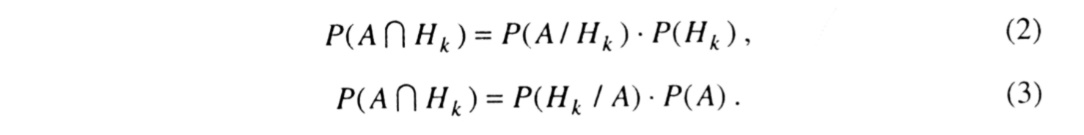 P(A ⋂ H_k) = P(A / H_k) · P(H_k) , (2)
P(A ⋂ H_k) = P(H_k / A) · P(A) . (3)